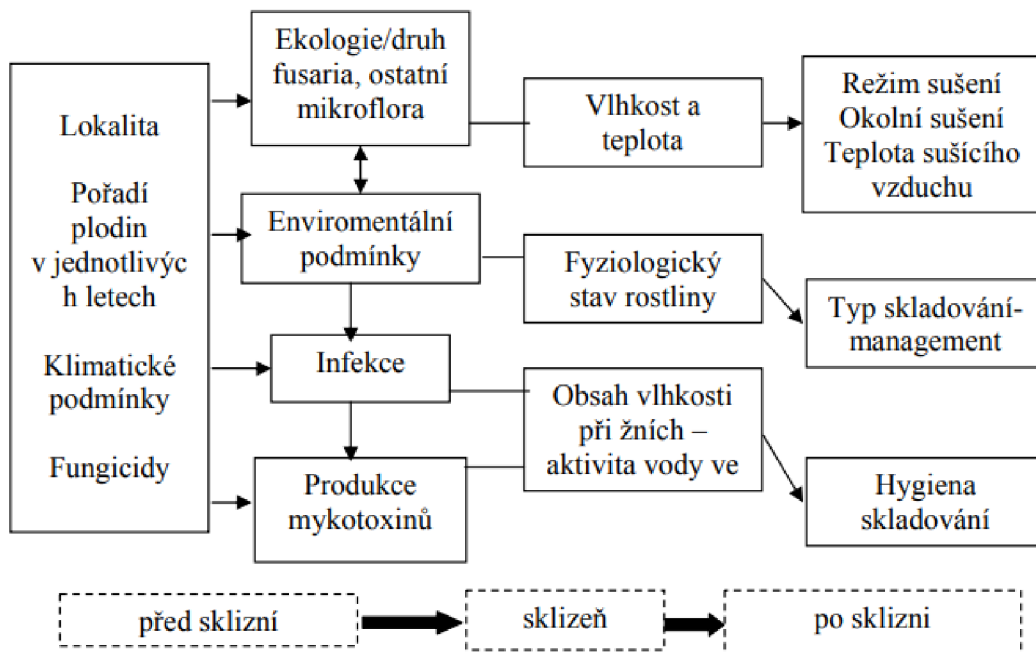 Lokalita
Pořadí
plodin
v jednotlivýc
h letech
Klimatické
podmínky
Fungicidy
Ekologie/druh
fusaria, ostatní
mikroflora
Enviromentální
podmínky
Infekce
Produkce
mykotoxinů
Vlhkost a
teplota
Fyziologický
stav rostliny
Obsah vlhkosti
při žních –
aktivita vody ve
Režim sušení
Okolní sušení
Teplota sušícího
vzduchu
Typ skladování-
management
Hygiena
skladování
před sklizní
sklizeň
po sklizni